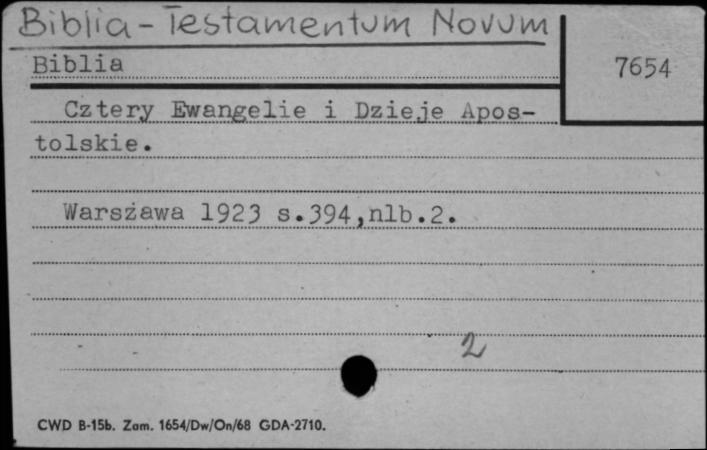 Biblia - Testamentum Novum
Biblia
7654
Cztery Ewangelie i Dzieje Apos-
tolskie.
Warszawa 1923 s.394,nlb.2.
2
CWD B-15b. Zam. 1654/Dw/On/68 GDA-2710.